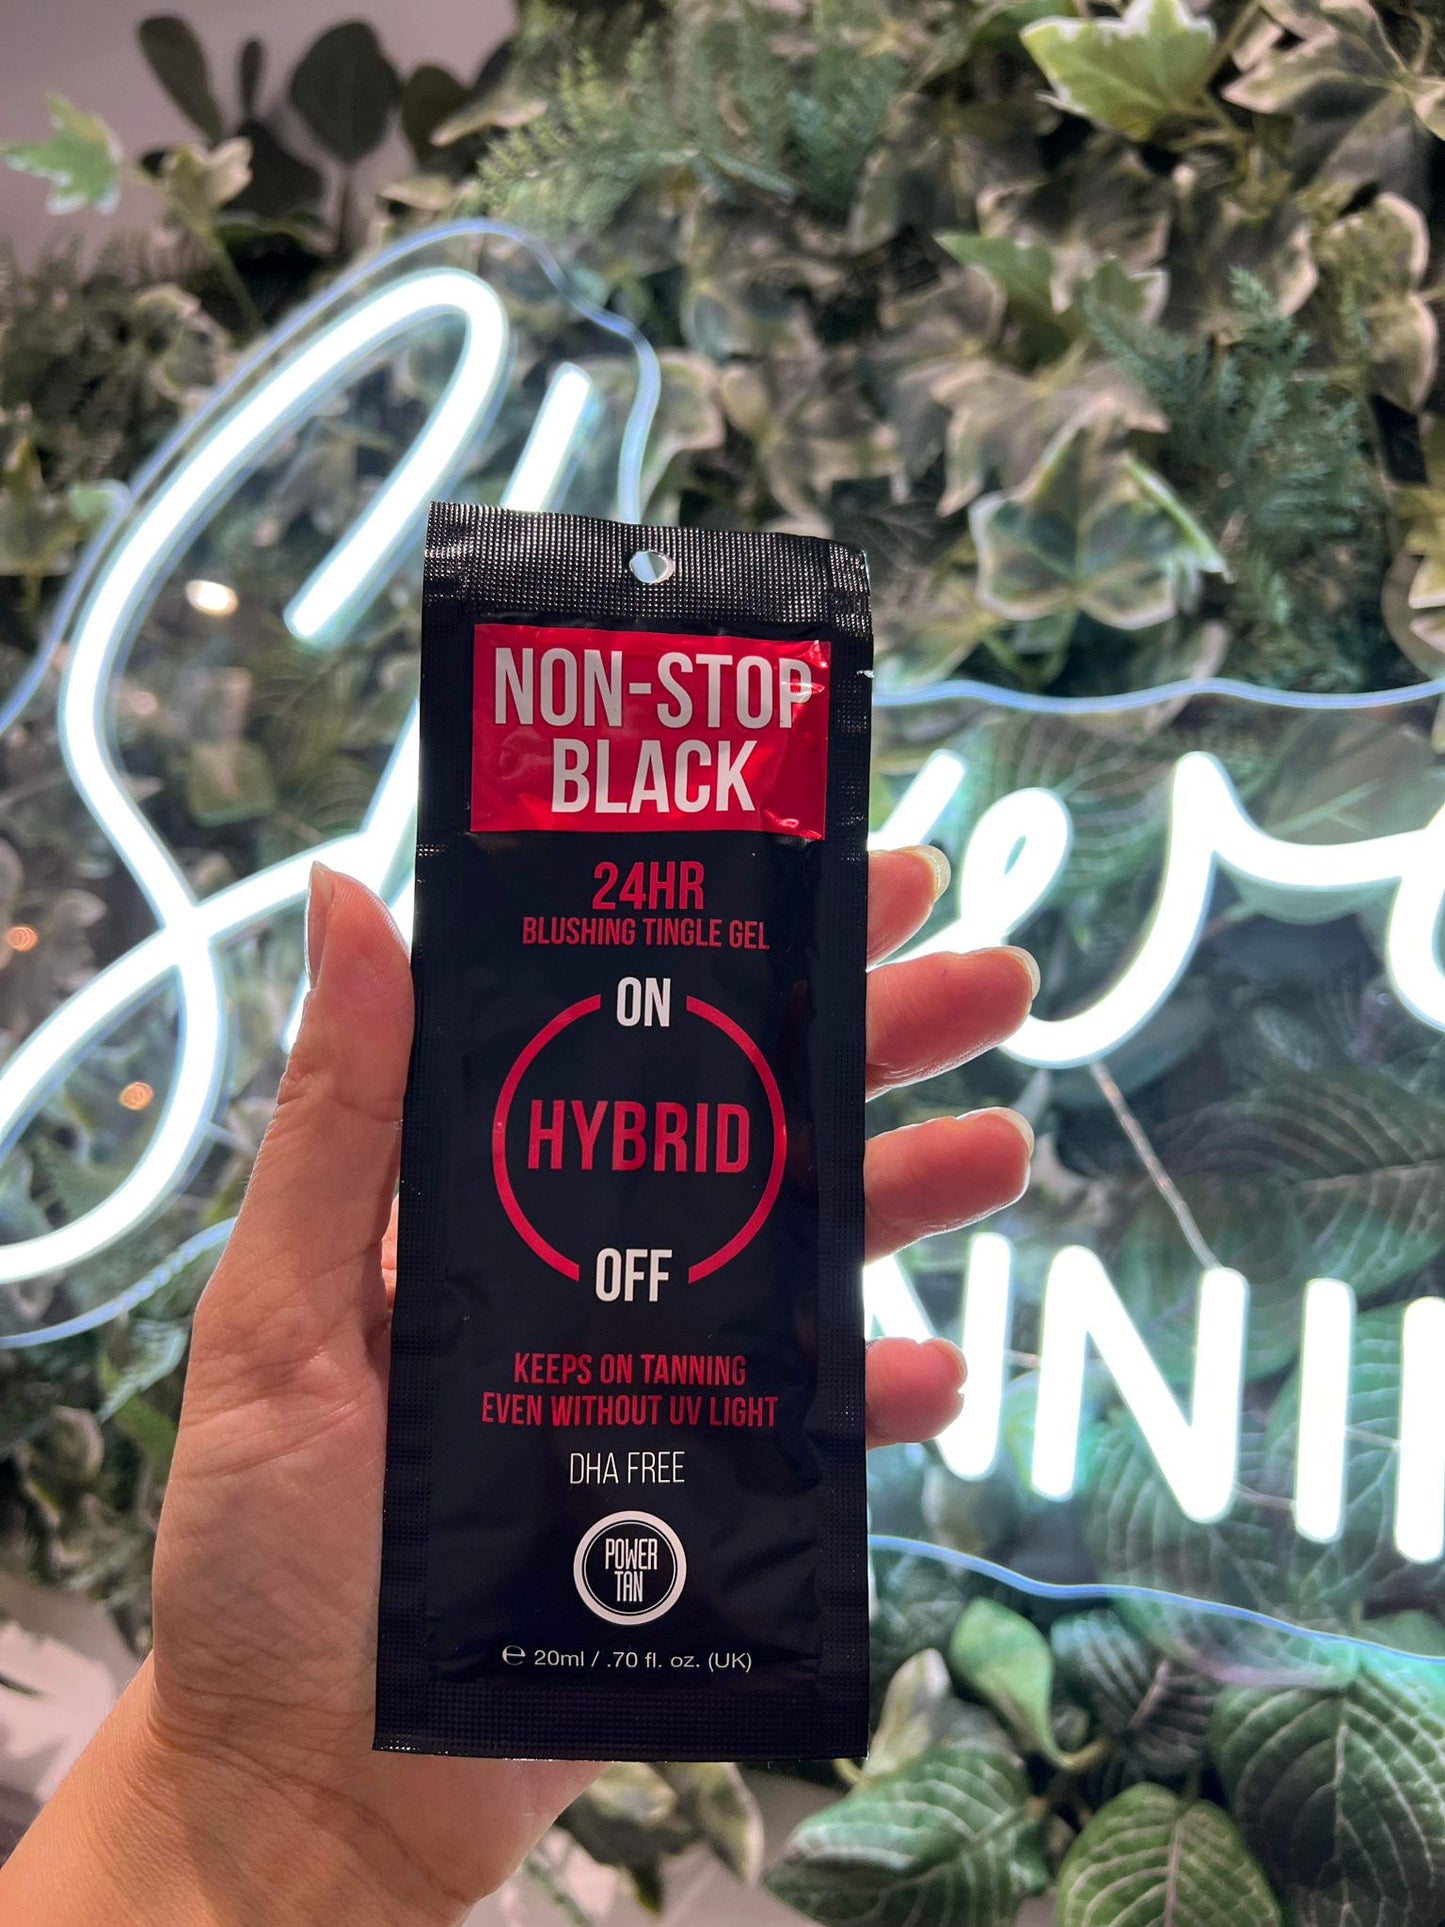 NON-STOP
BLACK
24HR
BLUSHING TINGLE GEL
ON
HYBRID
OFF
KEEPS ON TANNING
EVEN WITHOUT UV LIGHT
DHA FREE
POWER
TAN
℮ 20ml / .70 fl. oz. (UK)